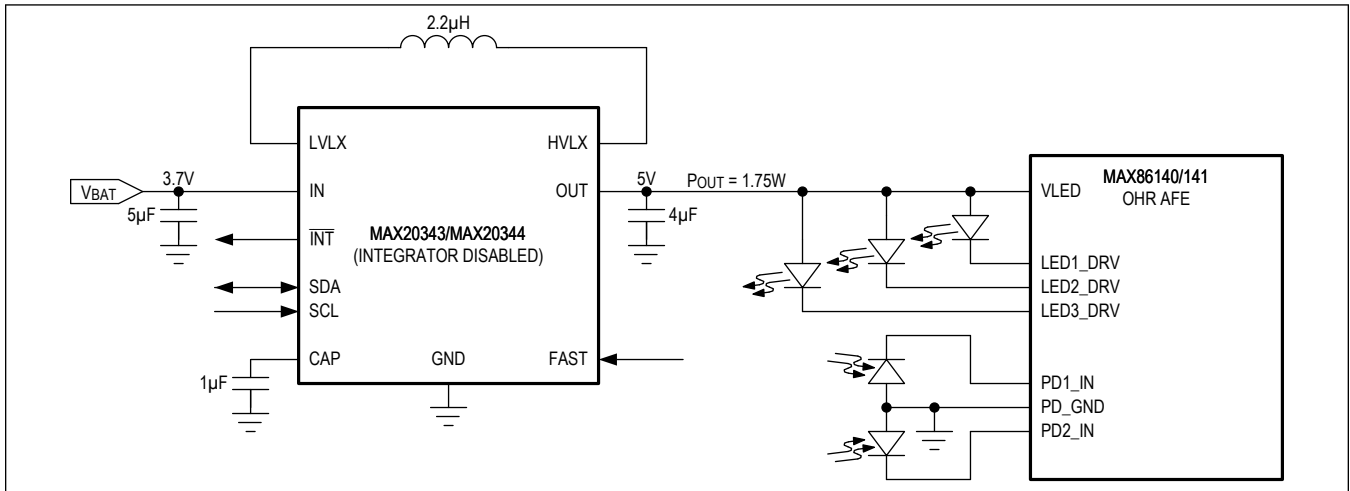 2.2µH
LVLX
HVLX
VBAT
3.7V
IN
OUT
5V
POUT = 1.75W
5µF
4µF
INT
MAX20343/MAX20344
(INTEGRATOR DISABLED)
SDA
SCL
CAP
GND
FAST
1µF
MAX86140/141
OHR AFE
VLED
LED1_DRV
LED2_DRV
LED3_DRV
PD1_IN
PD_GND
PD2_IN